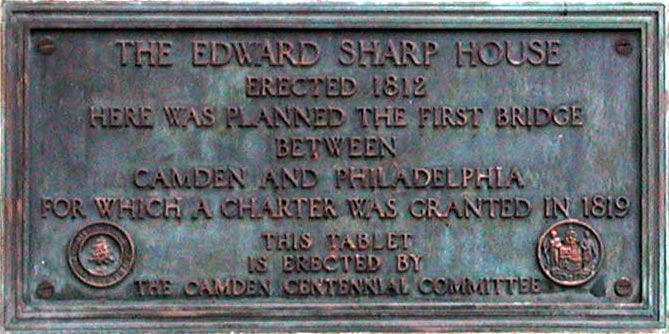 THE EDWARD SHARP HOUSE
ERECTED 1812
HERE WAS PLANNED THE FIRST BRIDGE
BETWEEN
CAMDEN AND PHILADELPHIA
FOR WHICH A CHARTER WAS GRANTED IN 1819
THIS TABLET
IS ERECTED BY
THE CAMDEN CENTENNIAL COMMITTEE